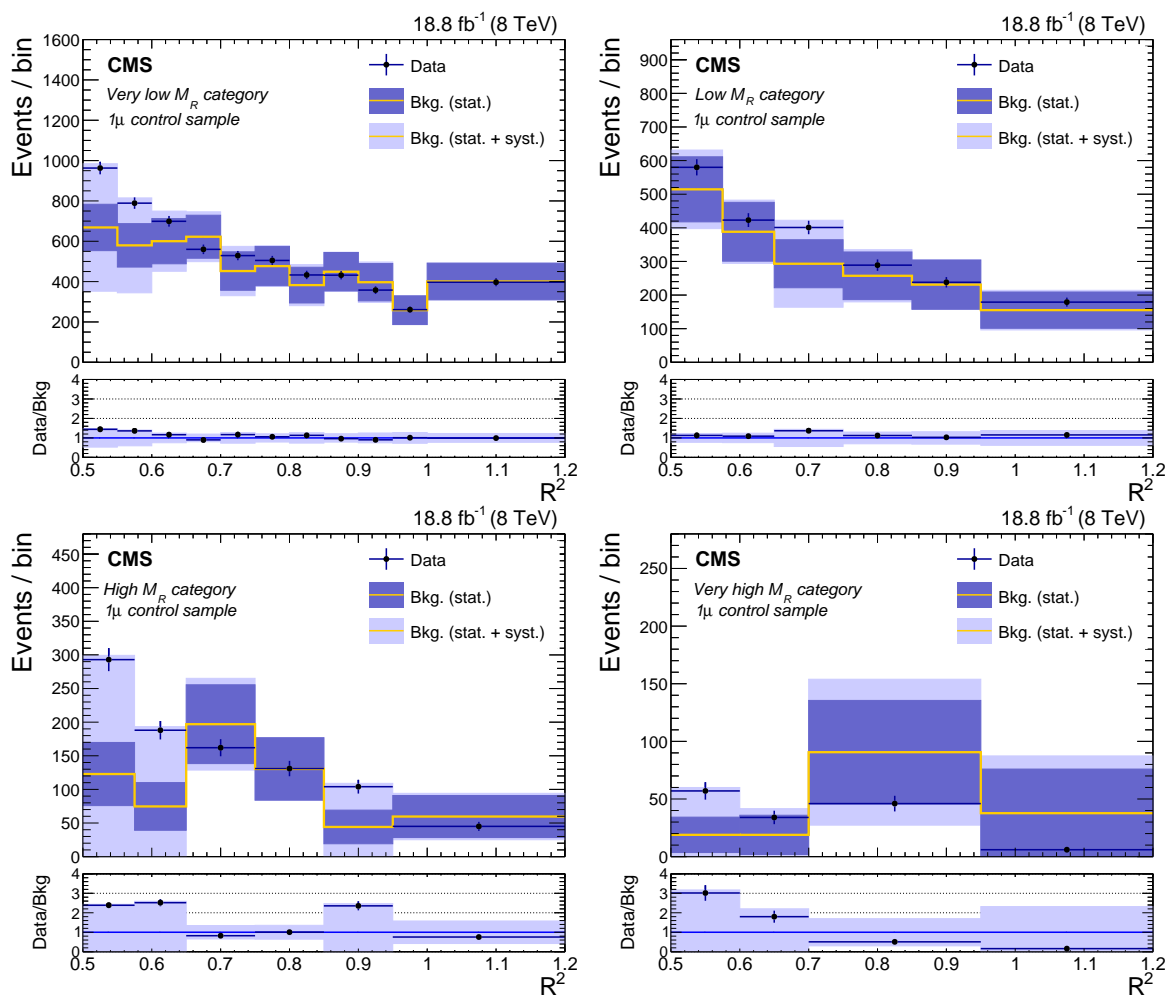 18.8 fb⁻¹ (8 TeV)
Events / bin
1600
1400
1200
1000
800
600
400
200
0
CMS
Very low M_R category
1μ control sample
Data
Bkg. (stat.)
Bkg. (stat. + syst.)
Data/Bkg
4
3
2
1
0
0.5 0.6 0.7 0.8 0.9 1 1.1 1.2
R²
18.8 fb⁻¹ (8 TeV)
Events / bin
900
800
700
600
500
400
300
200
100
0
CMS
Low M_R category
1μ control sample
Data
Bkg. (stat.)
Bkg. (stat. + syst.)
Data/Bkg
4
3
2
1
0
0.5 0.6 0.7 0.8 0.9 1 1.1 1.2
R²
18.8 fb⁻¹ (8 TeV)
Events / bin
450
400
350
300
250
200
150
100
50
0
CMS
High M_R category
1μ control sample
Data
Bkg. (stat.)
Bkg. (stat. + syst.)
Data/Bkg
4
3
2
1
0
0.5 0.6 0.7 0.8 0.9 1 1.1 1.2
R²
18.8 fb⁻¹ (8 TeV)
Events / bin
250
200
150
100
50
0
CMS
Very high M_R category
1μ control sample
Data
Bkg. (stat.)
Bkg. (stat. + syst.)
Data/Bkg
4
3
2
1
0
0.5 0.6 0.7 0.8 0.9 1 1.1 1.2
R²